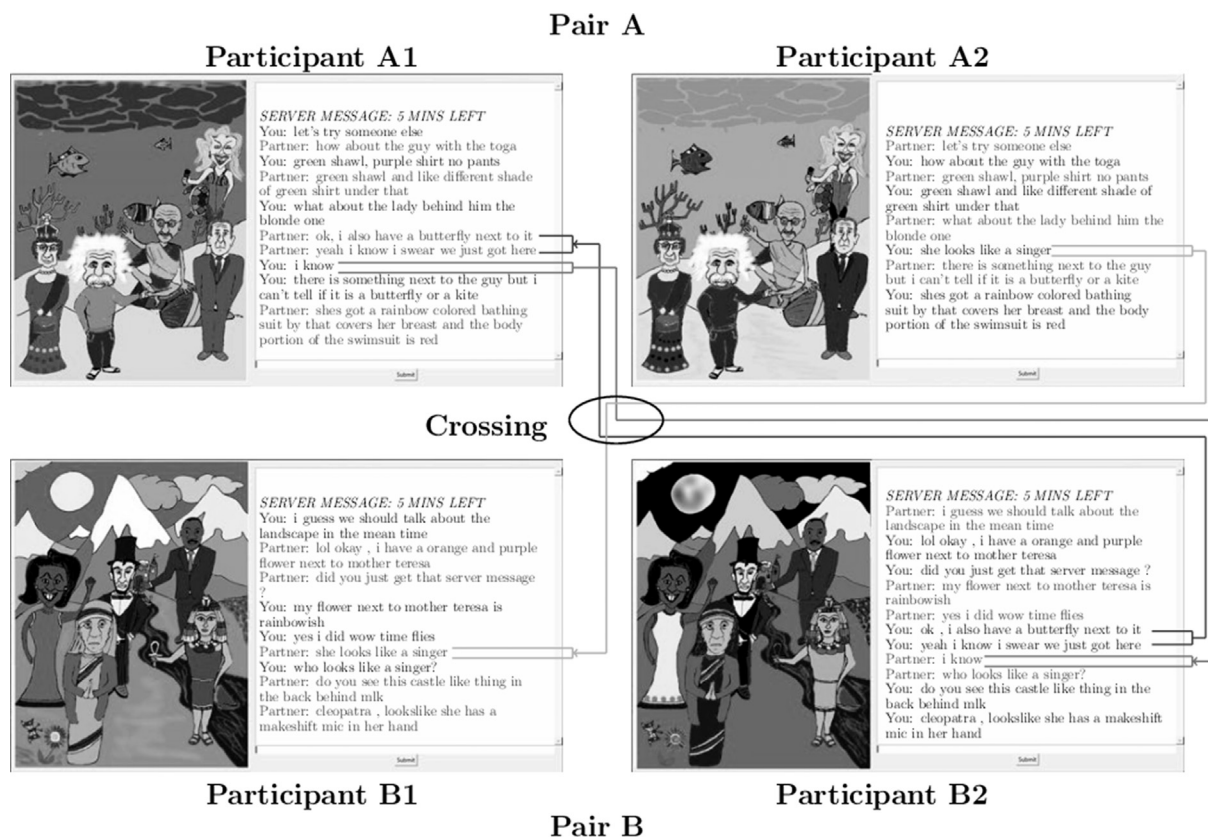 Pair A
Participant A1
SERVER MESSAGE: 5 MINS LEFT
You: let's try someone else
Partner: how about the guy with the toga
You: green shawl, purple shirt no pants
Partner: green shawl and like different shade
of green shirt under that
You: what about the lady behind him the
blonde one
Partner: ok, i also have a butterfly next to it
Partner: yeah i know i swear we just got here
You: i know
You: there is something next to the guy but i
can't tell if it is a butterfly or a kite
Partner: shes got a rainbow colored bathing
suit by that covers her breast and the body
portion of the swimsuit is red
Submit
Participant A2
SERVER MESSAGE: 5 MINS LEFT
Partner: let's try someone else
You: how about the guy with the toga
Partner: green shawl, purple shirt no pants
You: green shawl and like different shade of
green shirt under that
Partner: what about the lady behind him the
blonde one
You: she looks like a singer
Partner: there is something next to the guy
but i can't tell if it is a butterfly or a kite
You: shes got a rainbow colored bathing
suit by that covers her breast and the body
portion of the swimsuit is red
Submit
Crossing
SERVER MESSAGE: 5 MINS LEFT
You: i guess we should talk about the
landscape in the mean time
Partner: lol okay , i have a orange and purple
flower next to mother teresa
Partner: did you just get that server message
?
You: my flower next to mother teresa is
rainbowish
You: yes i did wow time flies
Partner: she looks like a singer
You: who looks like a singer?
Partner: do you see this castle like thing in
the back behind mlk
Partner: cleopatra , lookslike she has a
makeshift mic in her hand
Submit
Participant B1
SERVER MESSAGE: 5 MINS LEFT
Partner: i guess we should talk about the
landscape in the mean time
You: lol okay , i have a orange and purple
flower next to mother teresa
You: did you just get that server message ?
Partner: my flower next to mother teresa is
rainbowish
Partner: yes i did wow time flies
You: ok , i also have a butterfly next to it
You: yeah i know i swear we just got here
Partner: i know
Partner: who looks like a singer?
You: do you see this castle like thing in the
back behind mlk
You: cleopatra , lookslike she has a makeshift
mic in her hand
Submit
Participant B2
Pair B